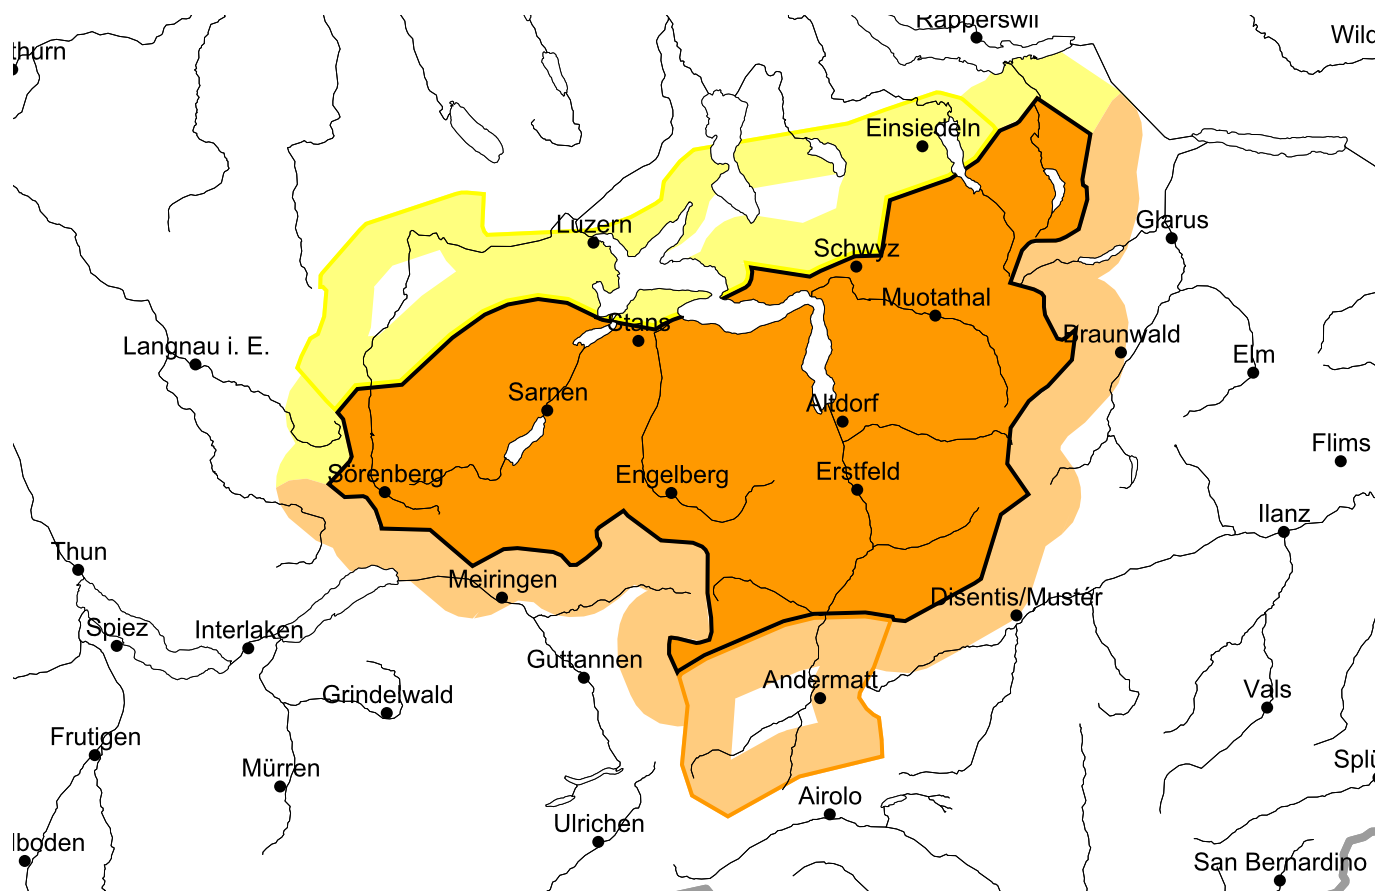 Rapperswil
thurn
Wild
Einsiedeln
Glarus
Luzern
Schwyz
Muotathal
Stans
Braunwald
Langnau i. E.
Elm
Sarnen
Altdorf
Flims
Sörenberg
Engelberg
Erstfeld
Ilanz
Thun
Meiringen
Disentis/Mustér
Spiez
Interlaken
Guttannen
Andermatt
Vals
Grindelwald
Frutigen
Mürren
Splü
Airolo
Ulrichen
lboden
San Bernardino